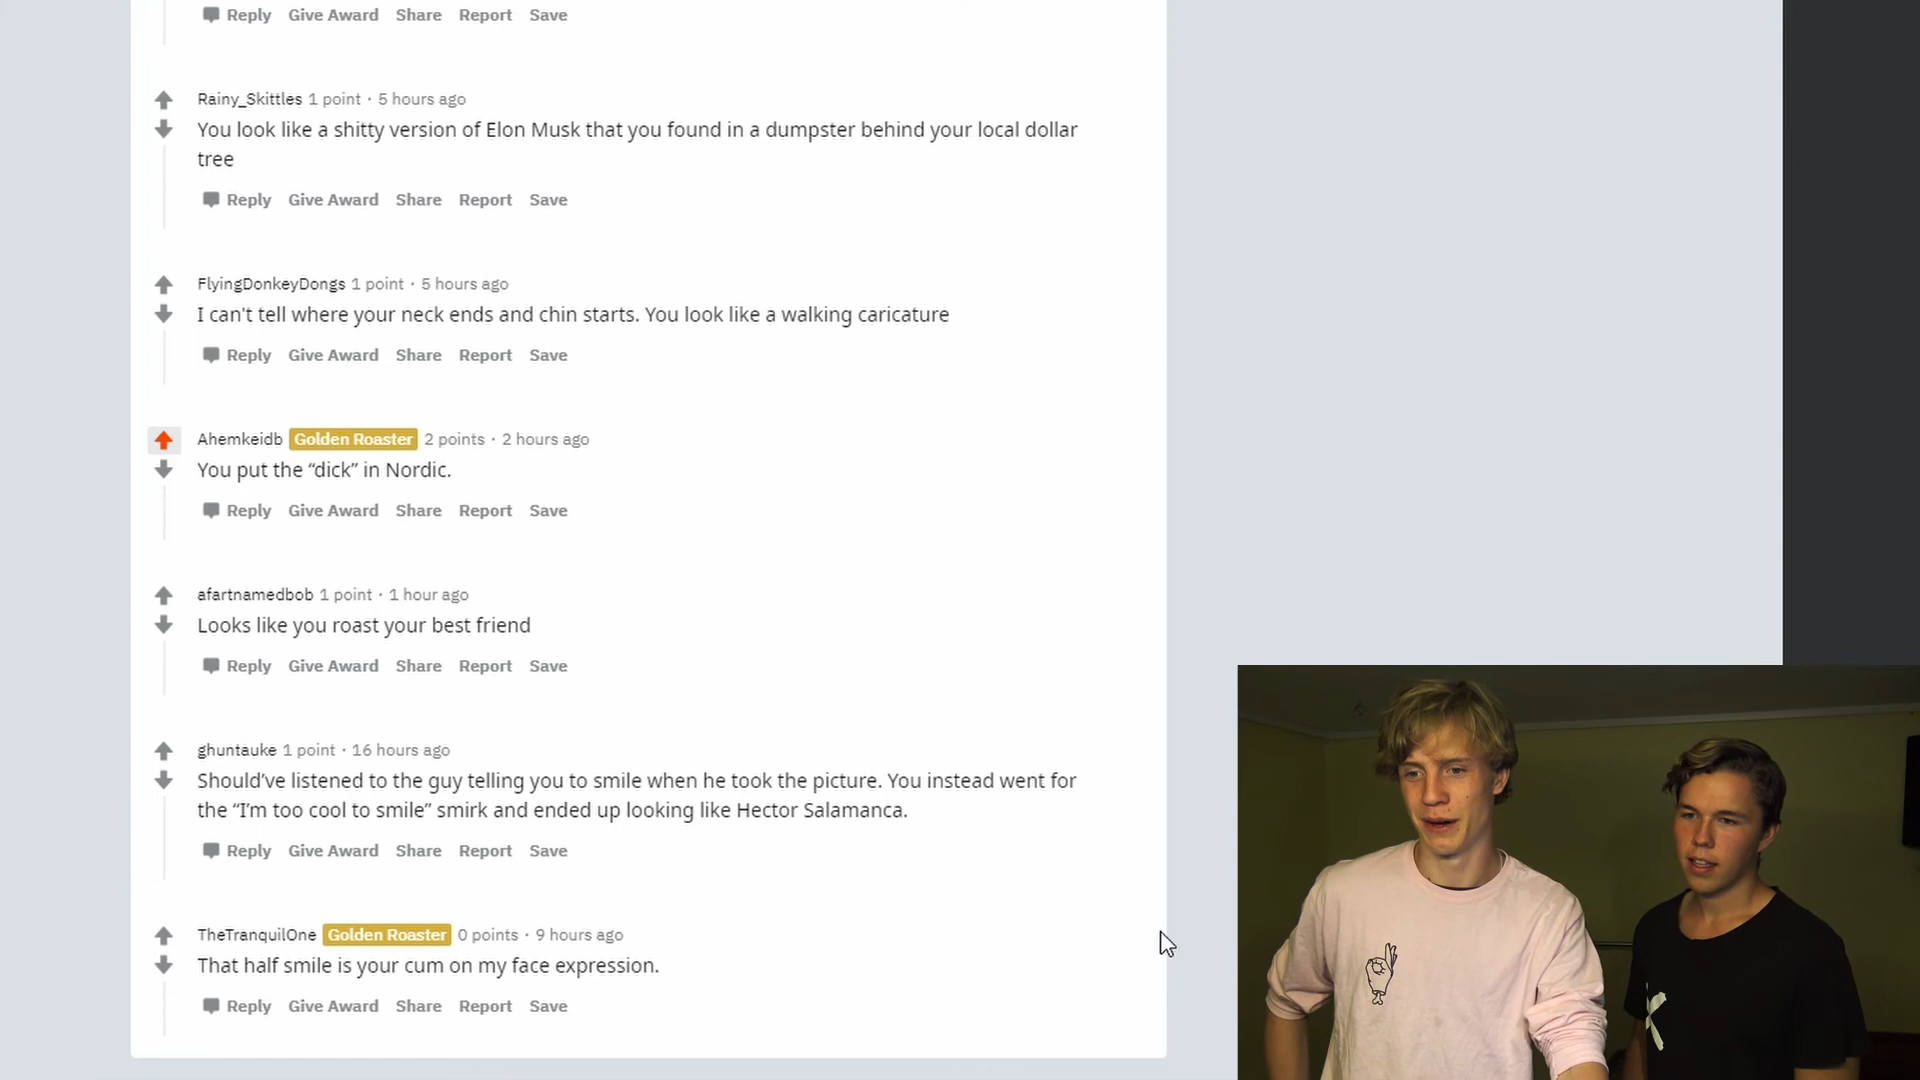 Reply Give Award Share Report Save
Rainy_Skittles 1 point · 5 hours ago
You look like a shitty version of Elon Musk that you found in a dumpster behind your local dollar
tree
Reply Give Award Share Report Save
FlyingDonkeyDongs 1 point · 5 hours ago
I can't tell where your neck ends and chin starts. You look like a walking caricature
Reply Give Award Share Report Save
Ahemkeidb Golden Roaster 2 points · 2 hours ago
You put the “dick” in Nordic.
Reply Give Award Share Report Save
afartnamedbob 1 point · 1 hour ago
Looks like you roast your best friend
Reply Give Award Share Report Save
ghuntauke 1 point · 16 hours ago
Should’ve listened to the guy telling you to smile when he took the picture. You instead went for
the “I’m too cool to smile” smirk and ended up looking like Hector Salamanca.
Reply Give Award Share Report Save
TheTranquilOne Golden Roaster 0 points · 9 hours ago
That half smile is your cum on my face expression.
Reply Give Award Share Report Save